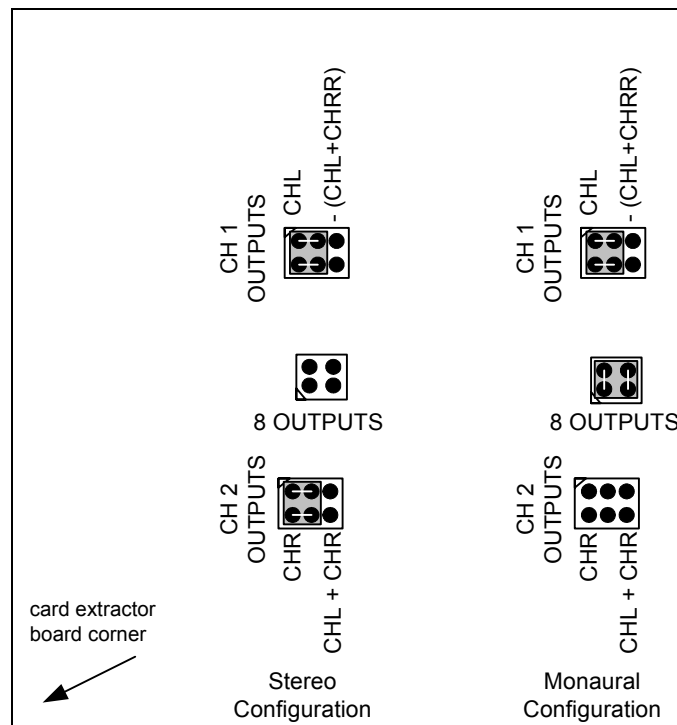 CH 1
OUTPUTS
CHL
- (CHL+CHRR)
8 OUTPUTS
CH 2
OUTPUTS
CHR
CHL + CHR
Stereo
Configuration
CH 1
OUTPUTS
CHL
- (CHL+CHRR)
8 OUTPUTS
CH 2
OUTPUTS
CHR
CHL + CHR
Monaural
Configuration
card extractor
board corner